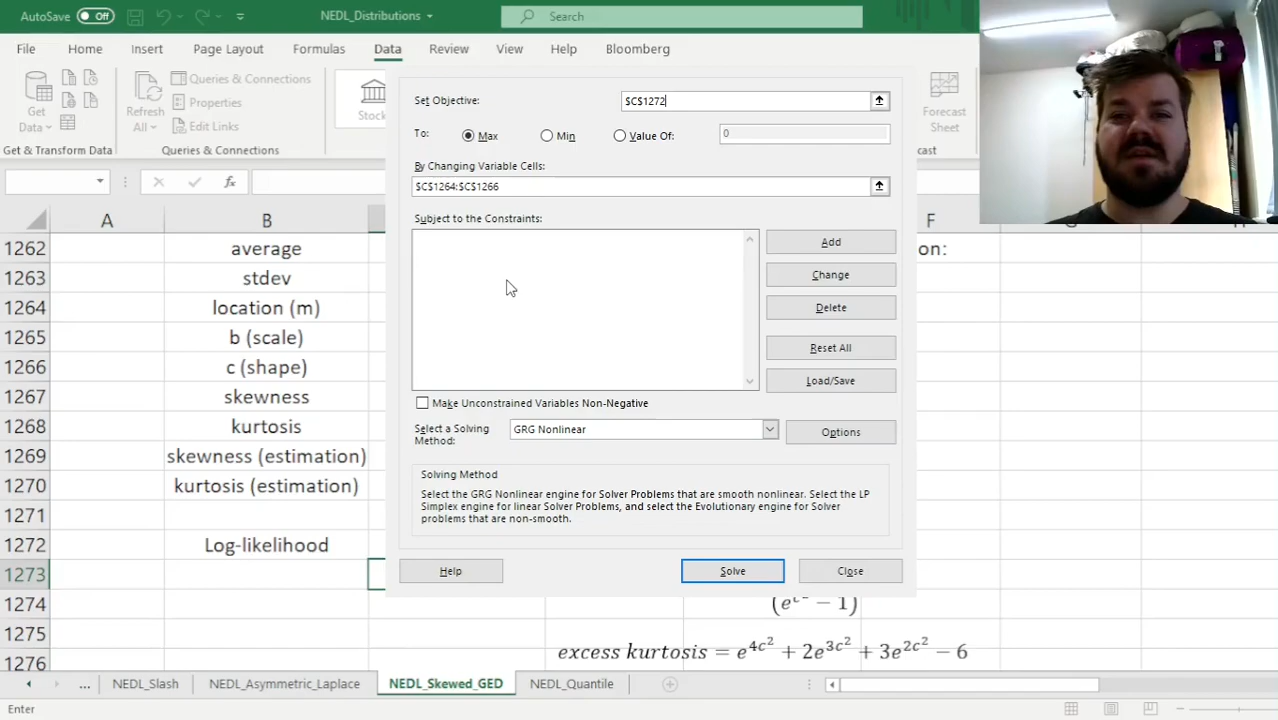 AutoSave Off
NEDL_Distributions
Search
File Home Insert Page Layout Formulas Data Review View Help Bloomberg
Get Data
Refresh All
Queries & Connections
Properties
Edit Links
Stock
Forecast Sheet
Get & Transform Data
Queries & Connections
cast
Set Objective: $C$1272
To: Max Min Value Of: 0
By Changing Variable Cells:
$C$1264:$C$1266
Subject to the Constraints:
Add
Change
Delete
Reset All
Load/Save
Make Unconstrained Variables Non-Negative
Select a Solving Method: GRG Nonlinear Options
Solving Method
Select the GRG Nonlinear engine for Solver Problems that are smooth nonlinear. Select the LP
Simplex engine for linear Solver Problems, and select the Evolutionary engine for Solver
problems that are non-smooth.
Help Solve Close
A B F
1262 average on:
1263 stdev
1264 location (m)
1265 b (scale)
1266 c (shape)
1267 skewness
1268 kurtosis
1269 skewness (estimation)
1270 kurtosis (estimation)
1271
1272 Log-likelihood
1273
1274
1275
1276
excess kurtosis = e^{4c²} + 2e^{3c²} + 3e^{2c²} − 6
... NEDL_Slash NEDL_Asymmetric_Laplace NEDL_Skewed_GED NEDL_Quantile
Enter